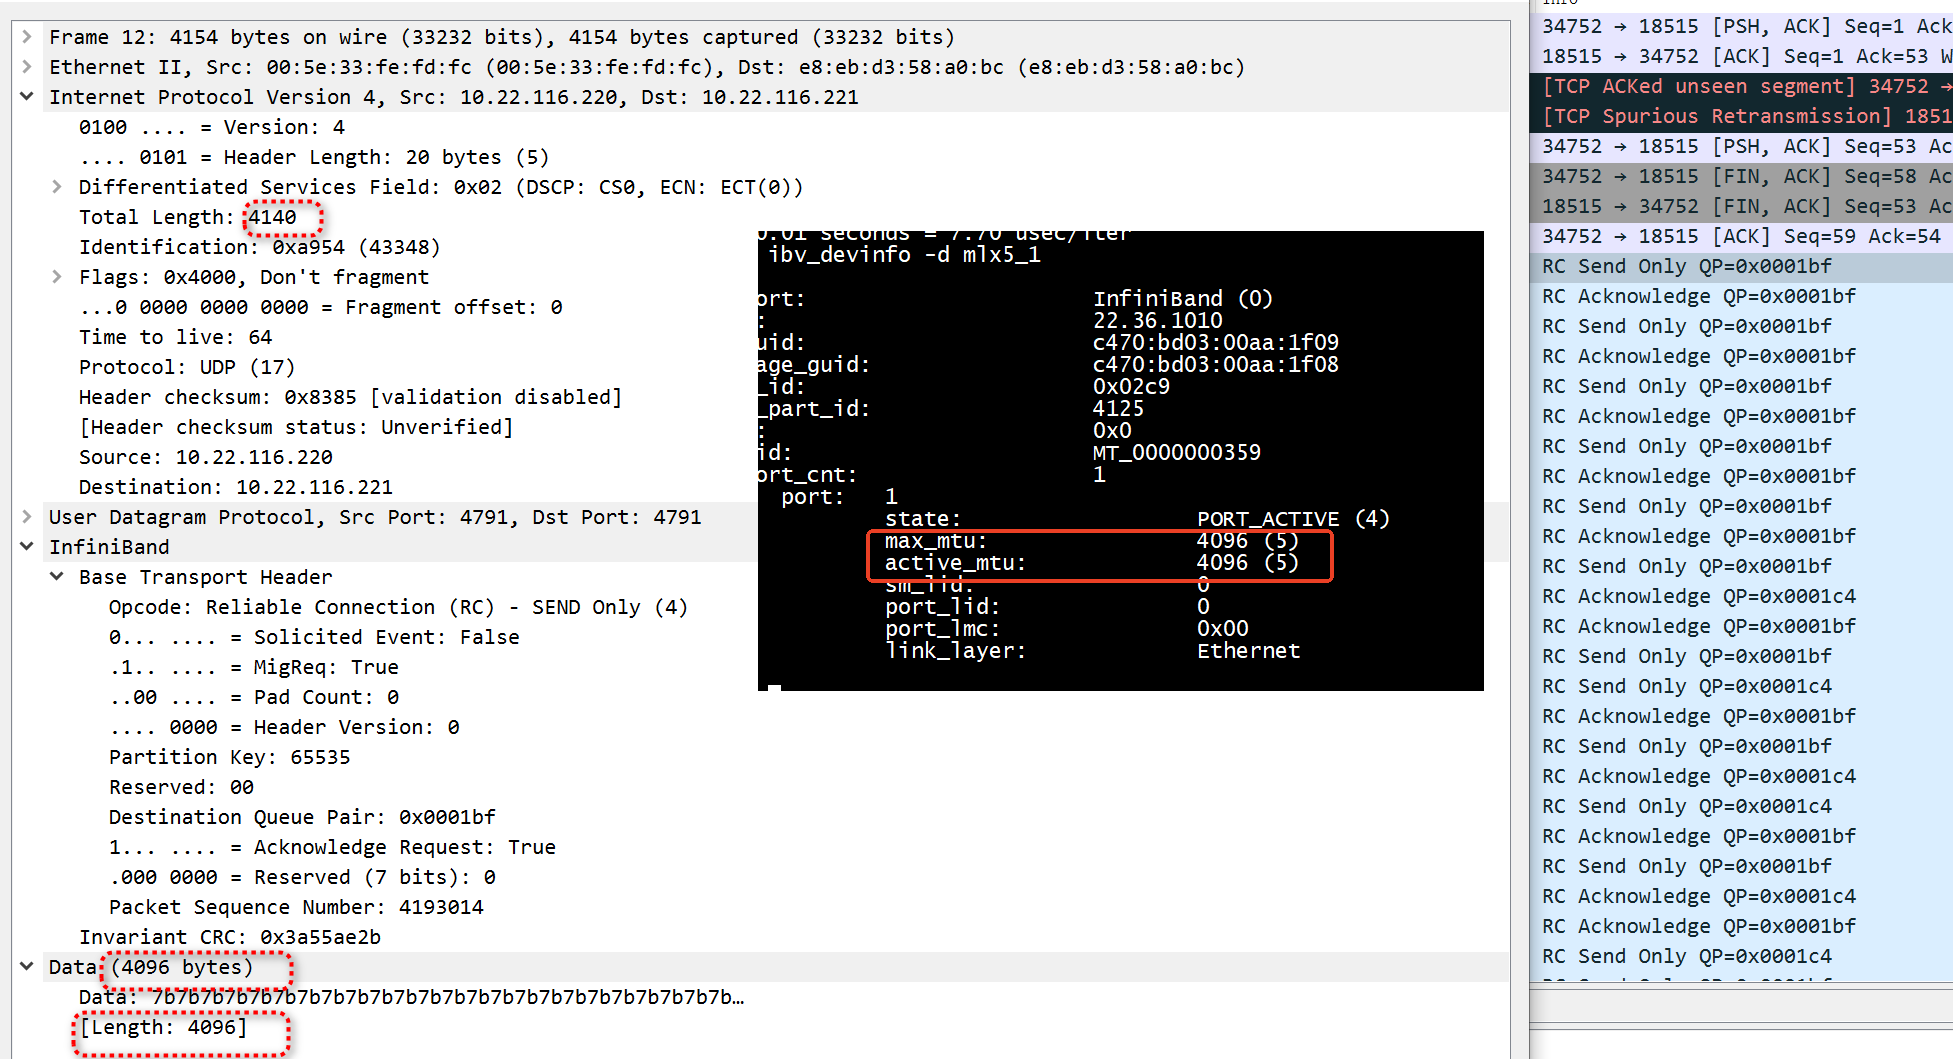 Frame 12: 4154 bytes on wire (33232 bits), 4154 bytes captured (33232 bits)
Ethernet II, Src: 00:5e:33:fe:fd:fc (00:5e:33:fe:fd:fc), Dst: e8:eb:d3:58:a0:bc (e8:eb:d3:58:a0:bc)
Internet Protocol Version 4, Src: 10.22.116.220, Dst: 10.22.116.221
0100 .... = Version: 4
.... 0101 = Header Length: 20 bytes (5)
Differentiated Services Field: 0x02 (DSCP: CS0, ECN: ECT(0))
Total Length: 4140
Identification: 0xa954 (43348)
Flags: 0x4000, Don't fragment
...0 0000 0000 0000 = Fragment offset: 0
Time to live: 64
Protocol: UDP (17)
Header checksum: 0x8385 [validation disabled]
[Header checksum status: Unverified]
Source: 10.22.116.220
Destination: 10.22.116.221
User Datagram Protocol, Src Port: 4791, Dst Port: 4791
InfiniBand
Base Transport Header
Opcode: Reliable Connection (RC) - SEND Only (4)
0... .... = Solicited Event: False
.1.. .... = MigReq: True
..00 .... = Pad Count: 0
.... 0000 = Header Version: 0
Partition Key: 65535
Reserved: 00
Destination Queue Pair: 0x0001bf
1... .... = Acknowledge Request: True
.000 0000 = Reserved (7 bits): 0
Packet Sequence Number: 4193014
Invariant CRC: 0x3a55ae2b
Data (4096 bytes)
Data: 7b7b7b7b7b7b7b7b7b7b7b7b7b7b7b7b7b7b7b7b7b7b7b7b…
[Length: 4096]
0.01 seconds = 7.70 usec/iter
ibv_devinfo -d mlx5_1
ort: InfiniBand (0)
: 22.36.1010
uid: c470:bd03:00aa:1f09
age_guid: c470:bd03:00aa:1f08
_id: 0x02c9
_part_id: 4125
: 0x0
id: MT_0000000359
ort_cnt: 1
port: 1
state: PORT_ACTIVE (4)
max_mtu: 4096 (5)
active_mtu: 4096 (5)
sm_lid: 0
port_lid: 0
port_lmc: 0x00
link_layer: Ethernet
Info
34752 → 18515 [PSH, ACK] Seq=1 Ack
18515 → 34752 [ACK] Seq=1 Ack=53 W
[TCP ACKed unseen segment] 34752 →
[TCP Spurious Retransmission] 1851
34752 → 18515 [PSH, ACK] Seq=53 Ac
34752 → 18515 [FIN, ACK] Seq=58 Ac
18515 → 34752 [FIN, ACK] Seq=53 Ac
34752 → 18515 [ACK] Seq=59 Ack=54
RC Send Only QP=0x0001bf
RC Acknowledge QP=0x0001bf
RC Send Only QP=0x0001bf
RC Acknowledge QP=0x0001bf
RC Send Only QP=0x0001bf
RC Acknowledge QP=0x0001bf
RC Send Only QP=0x0001bf
RC Acknowledge QP=0x0001bf
RC Send Only QP=0x0001bf
RC Acknowledge QP=0x0001bf
RC Send Only QP=0x0001bf
RC Acknowledge QP=0x0001c4
RC Acknowledge QP=0x0001bf
RC Send Only QP=0x0001bf
RC Send Only QP=0x0001c4
RC Acknowledge QP=0x0001bf
RC Send Only QP=0x0001bf
RC Acknowledge QP=0x0001c4
RC Send Only QP=0x0001c4
RC Acknowledge QP=0x0001bf
RC Send Only QP=0x0001bf
RC Acknowledge QP=0x0001c4
RC Acknowledge QP=0x0001bf
RC Send Only QP=0x0001c4